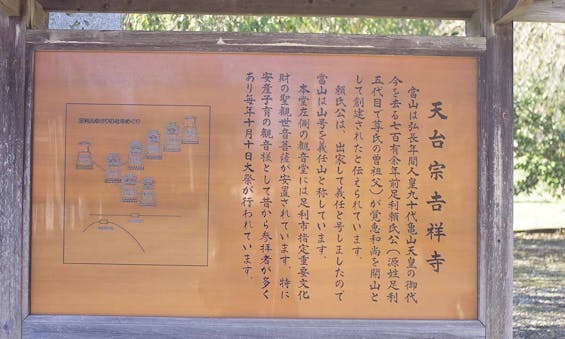 天台宗吉祥寺
当山は弘長年間人皇九十代亀山天皇の御代
今を去る七百有余年前足利頼氏公(源姓足利
五代目で尊氏の曽祖父)が覚恵和尚を開山と
して創建されたと伝えられています。
頼氏公は、出家して義任と号しましたので
当山は山号を義任山と称しています。
本堂左側の観音堂には足利市指定重要文化
財の聖観世音菩薩が安置されています。特に
安産子育の観音様として昔から参拝者が多く
あり毎年十月十日大祭が行われています。